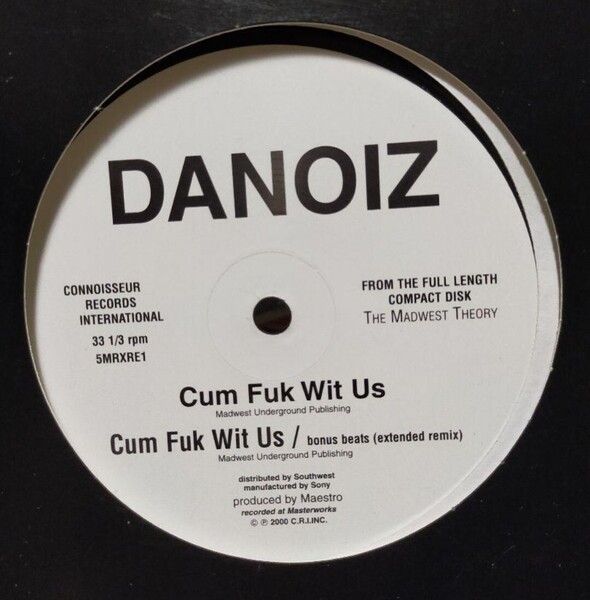 DANOIZ
CONNOISSEUR
RECORDS
INTERNATIONAL
33 1/3 rpm
5MRXRE1
FROM THE FULL LENGTH
COMPACT DISK
THE MADWEST THEORY
Cum Fuk Wit Us
Madwest Underground Publishing
Cum Fuk Wit Us / bonus beats (extended remix)
Madwest Underground Publishing
distributed by Southwest
manufactured by Sony
produced by Maestro
recorded at Masterworks
© ℗ 2000 C.R.I.INC.